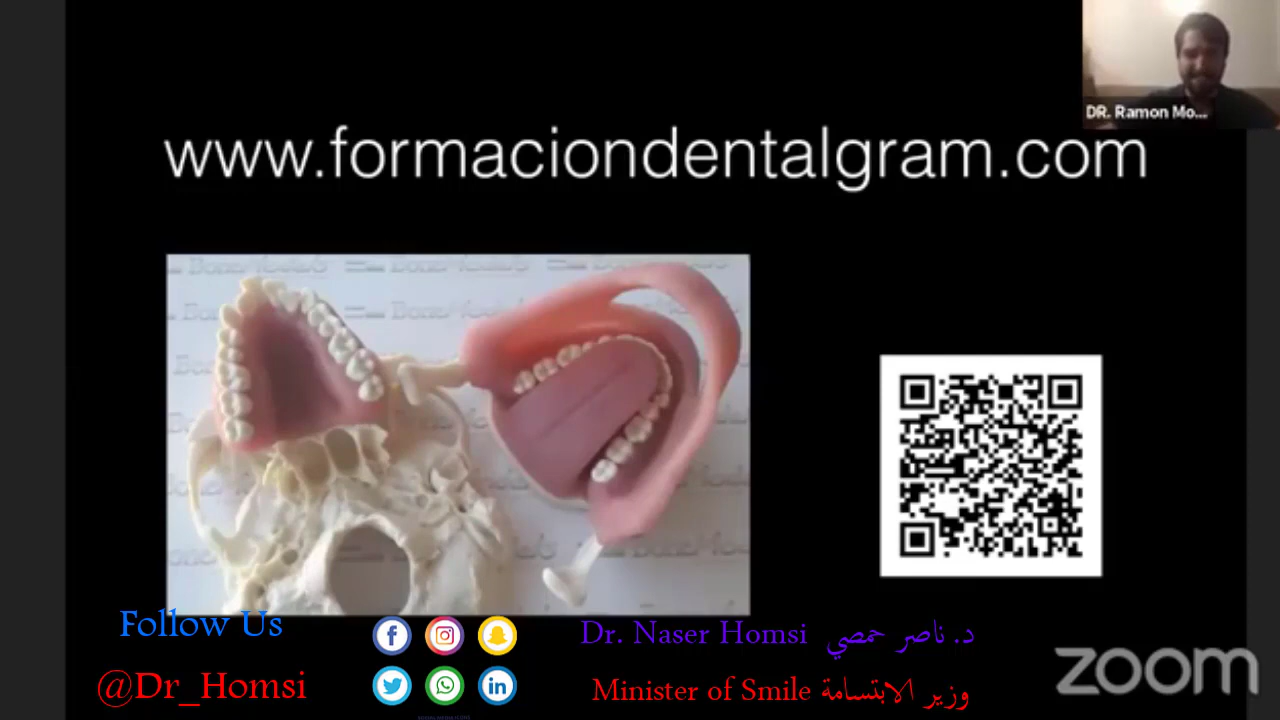 DR. Ramon Mo...
www.formaciondentalgram.com
Follow Us
@Dr_Homsi
Dr. Naser Homsi د. ناصر حمصي
Minister of Smile وزير الابتسامة
zoom